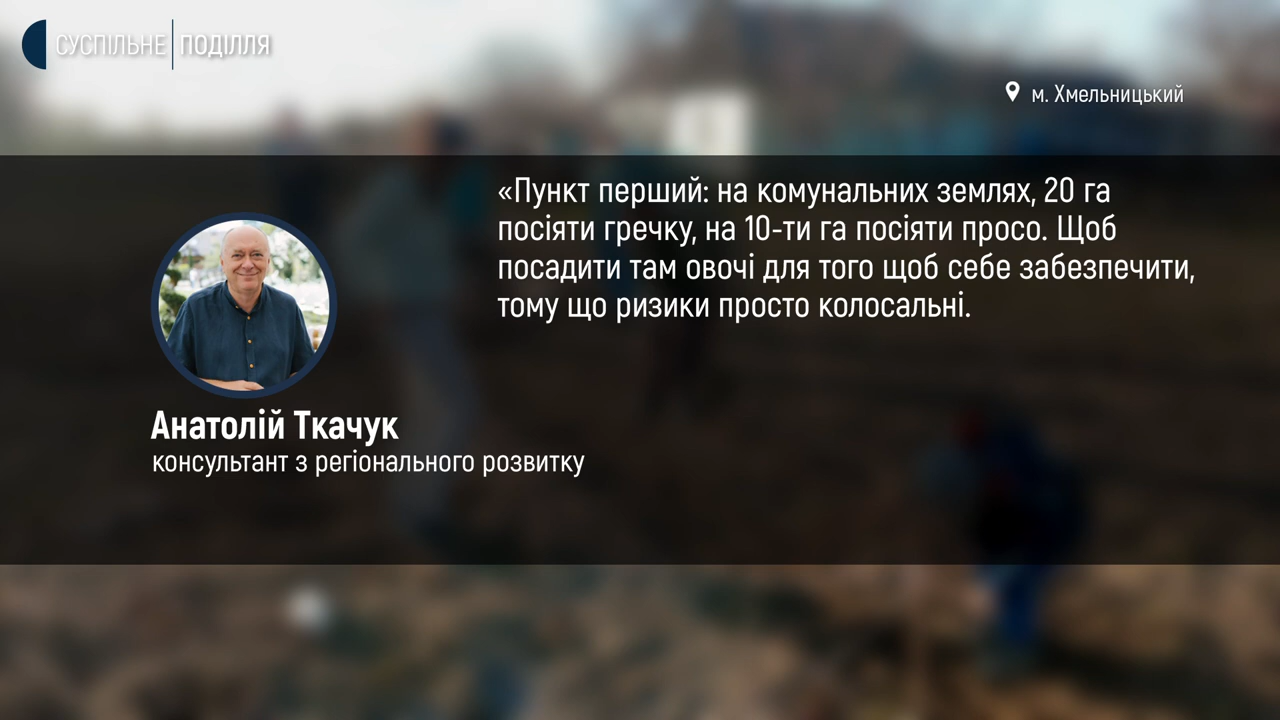 СУСПІЛЬНЕ ПОДІЛЛЯ
м. Хмельницький
«Пункт перший: на комунальних землях, 20 га
посіяти гречку, на 10-ти га посіяти просо. Щоб
посадити там овочі для того щоб себе забезпечити,
тому що ризики просто колосальні.
Анатолій Ткачук
консультант з регіонального розвитку